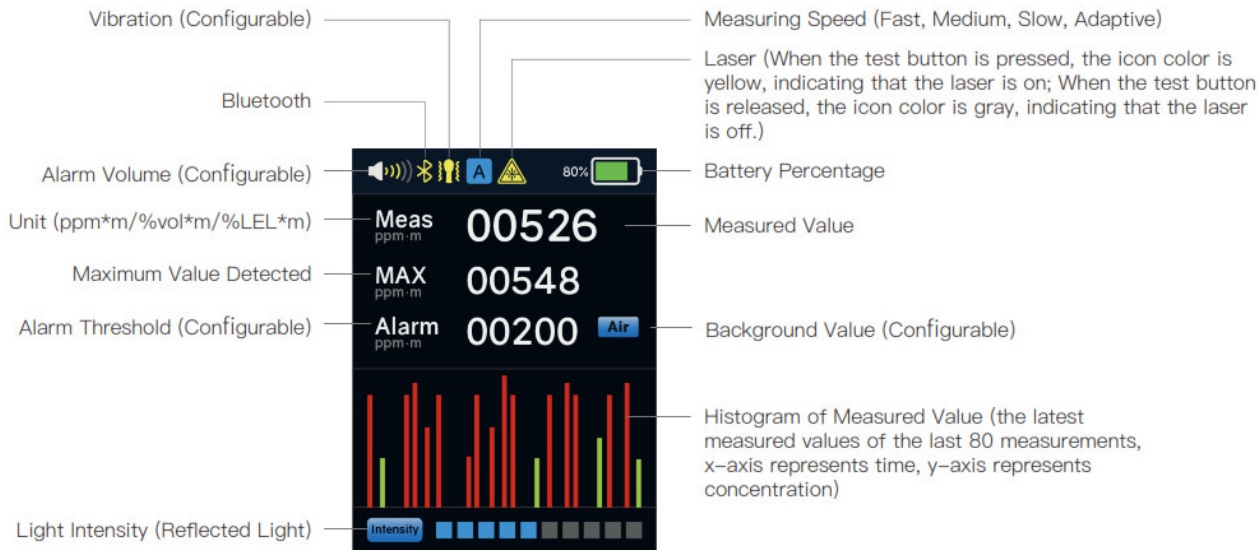 Vibration (Configurable)
Measuring Speed (Fast, Medium, Slow, Adaptive)
Laser (When the test button is pressed, the icon color is
yellow, indicating that the laser is on; When the test button
is released, the icon color is gray, indicating that the laser
is off.)
Bluetooth
Alarm Volume (Configurable)
A
80%
Battery Percentage
Unit (ppm*m/%vol*m/%LEL*m)
Meas
ppm·m
00526
Measured Value
Maximum Value Detected
MAX
ppm·m
00548
Alarm Threshold (Configurable)
Alarm
ppm·m
00200
Air
Background Value (Configurable)
Histogram of Measured Value (the latest
measured values of the last 80 measurements,
x-axis represents time, y-axis represents
concentration)
Light Intensity (Reflected Light)
Intensity